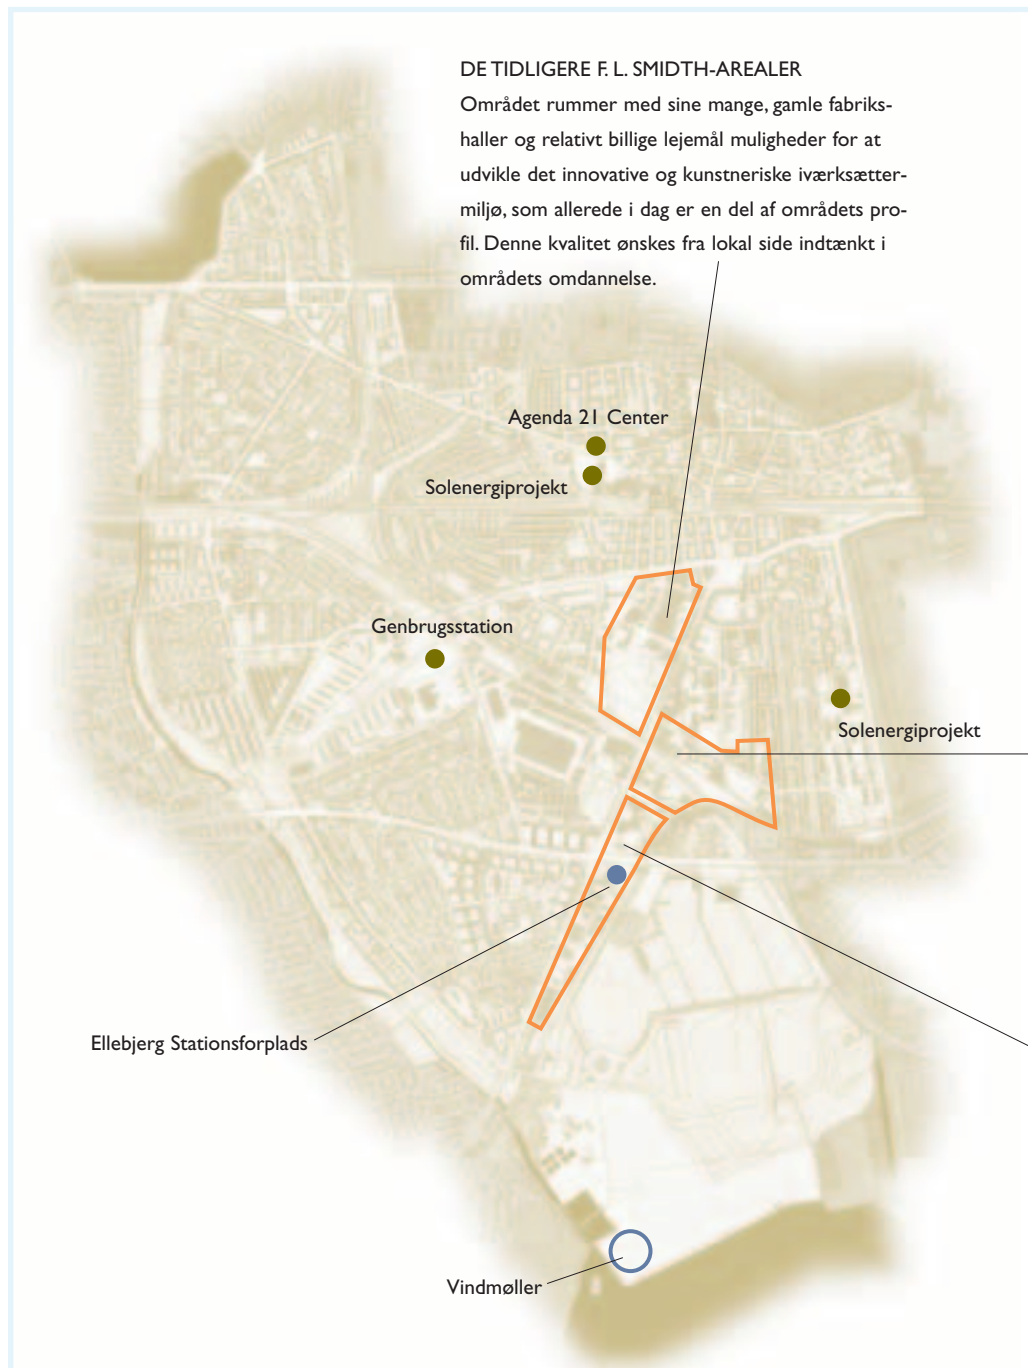 DE TIDLIGERE F. L. SMIDTH-AREALER
Området rummer med sine mange, gamle fabriks-
haller og relativt billige lejemål muligheder for at
udvikle det innovative og kunstneriske iværksætter-
miljø, som allerede i dag er en del af områdets pro-
fil. Denne kvalitet ønskes fra lokal side indtænkt i
områdets omdannelse.
Agenda 21 Center
Solenergiprojekt
Genbrugsstation
Solenergiprojekt
Ellebjerg Stationsforplads
Vindmøller